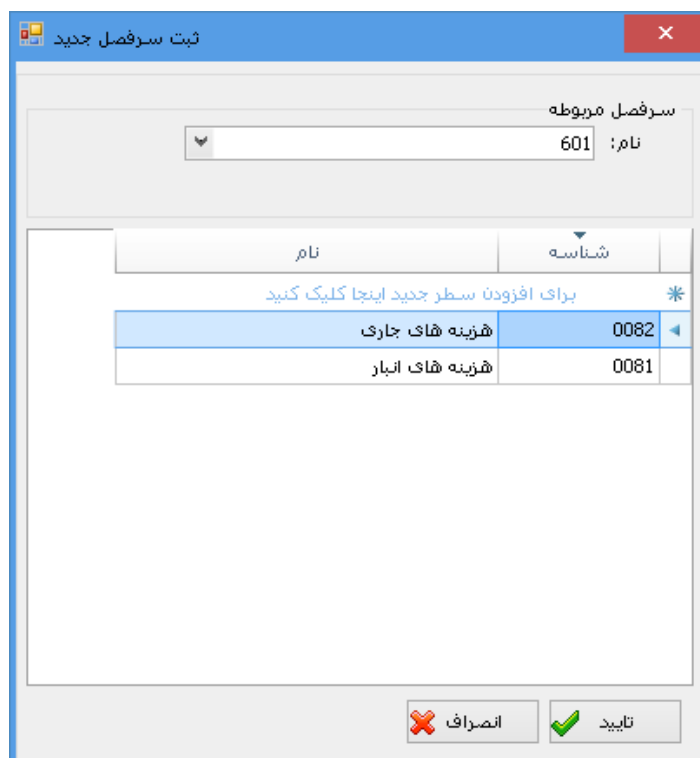 ثبت سرفصل جدید
سرفصل مربوطه
نام: 601
شناسه نام
برای افزودن سطر جدید اینجا کلیک کنید
0082 هزینه های جاری
0081 هزینه های انبار
تایید انصراف